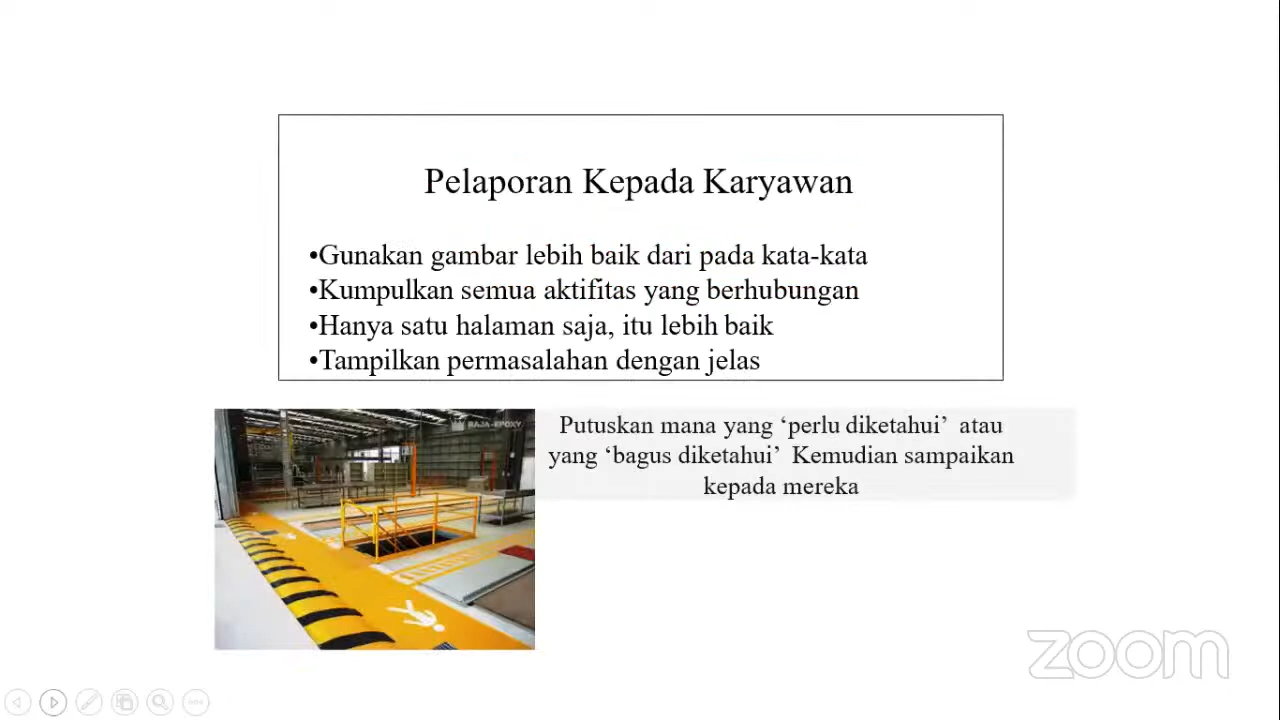 Pelaporan Kepada Karyawan
•Gunakan gambar lebih baik dari pada kata-kata
•Kumpulkan semua aktifitas yang berhubungan
•Hanya satu halaman saja, itu lebih baik
•Tampilkan permasalahan dengan jelas
RAJA-EPOXY
Putuskan mana yang ‘perlu diketahui’ atau
yang ‘bagus diketahui’ Kemudian sampaikan
kepada mereka
zoom